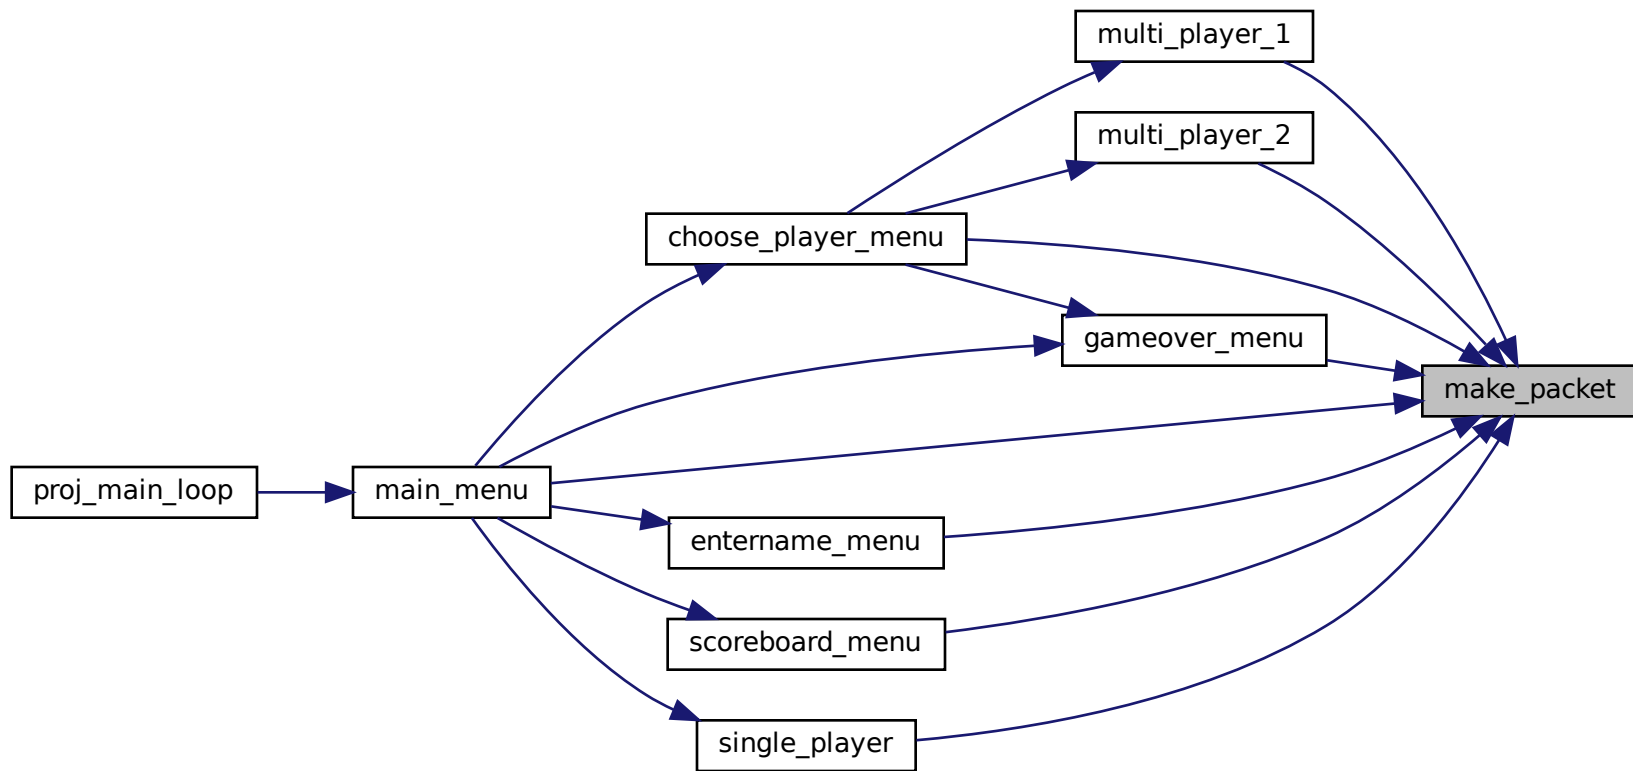 multi_player_1
multi_player_2
choose_player_menu
gameover_menu
make_packet
proj_main_loop
main_menu
entername_menu
scoreboard_menu
single_player